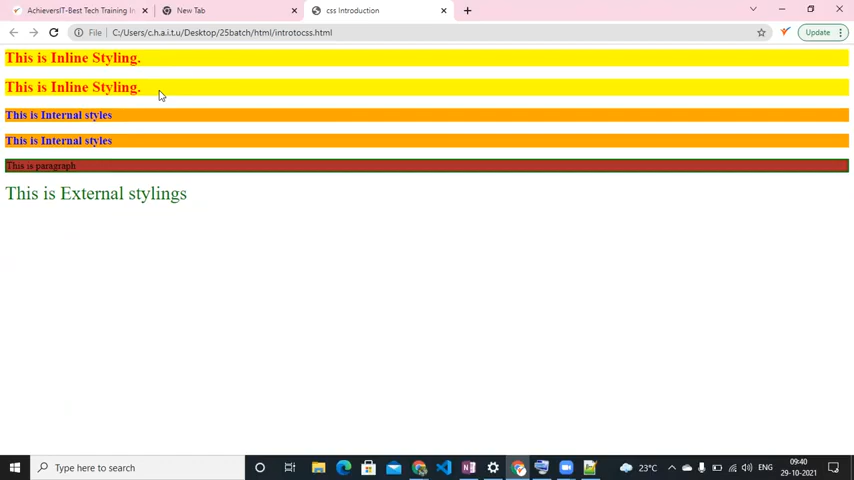 AchieversIT-Best Tech Training In
New Tab
css Introduction
File
C:/Users/c.h.a.i.t.u/Desktop/25batch/html/introtocss.html
Update
This is Inline Styling.
This is Inline Styling.
This is Internal styles
This is Internal styles
This is paragraph
This is External stylings
Type here to search
23°C
ENG
09:40
29-10-2021